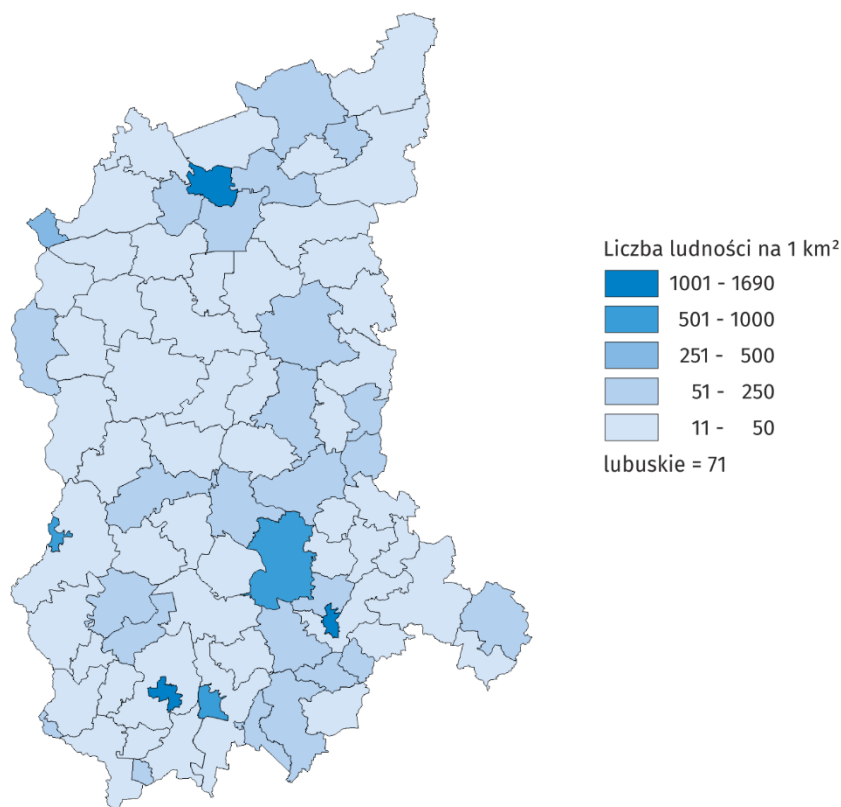 Liczba ludności na 1 km²
1001 - 1690
501 - 1000
251 - 500
51 - 250
11 - 50
lubuskie = 71